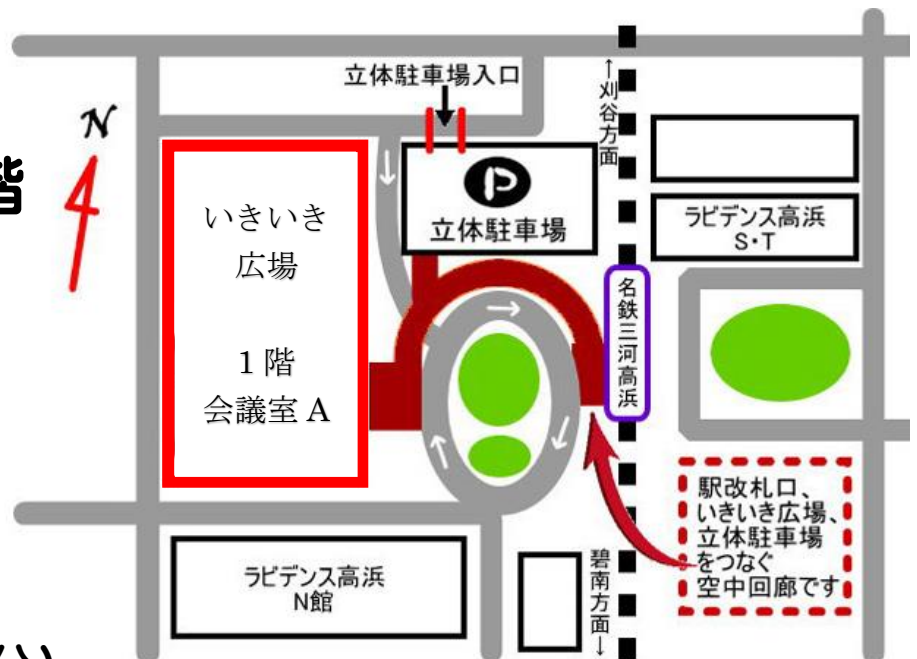 立体駐車場入口
↑刈谷方面
N
階
P
立体駐車場
いきいき
広場
1階
会議室 A
ラビデンス高浜
S・T
名鉄三河高浜
駅改札口、
いきいき広場、
立体駐車場
をつなぐ
空中回廊です
ラビデンス高浜
N館
碧南方面→